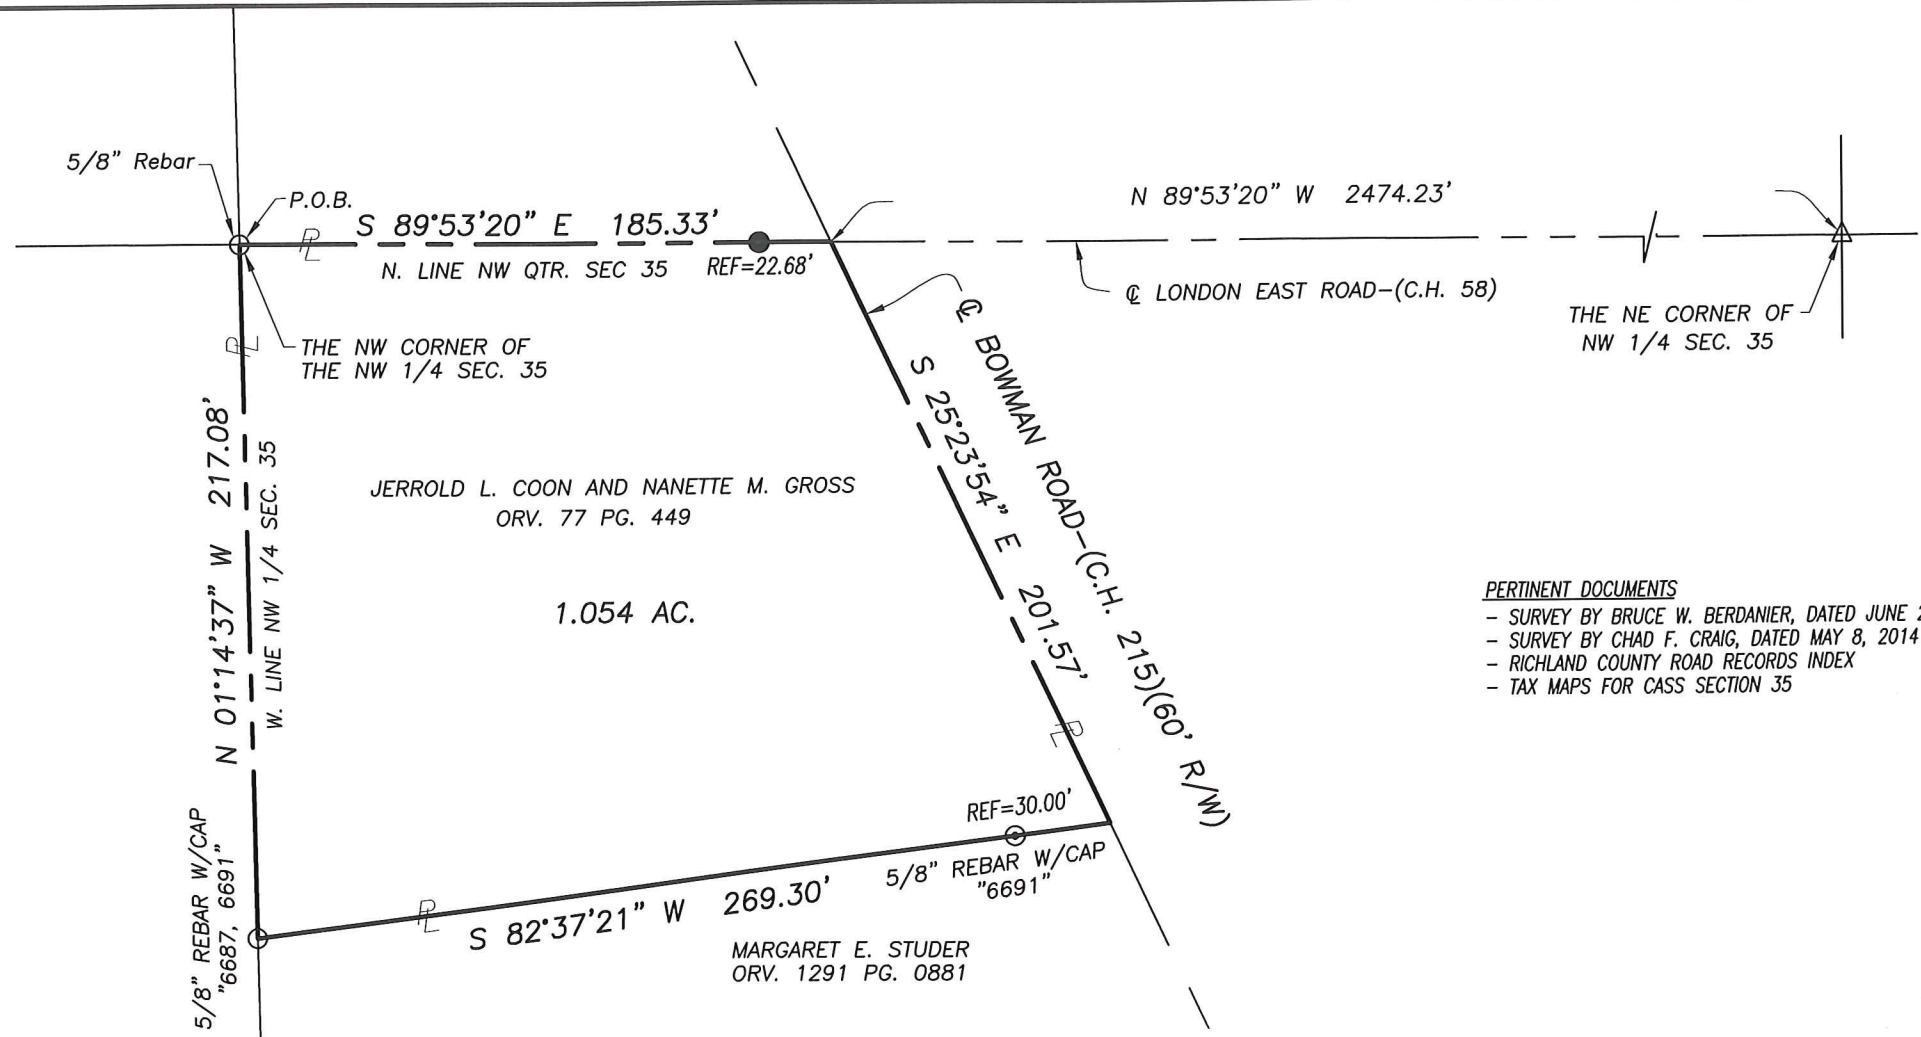 5/8" Rebar
P.O.B.
S 89°53'20" E 185.33'
N 89°53'20" W 2474.23'
PL
N. LINE NW QTR. SEC 35
REF=22.68'
CL LONDON EAST ROAD-(C.H. 58)
THE NE CORNER OF
NW 1/4 SEC. 35
THE NW CORNER OF
THE NW 1/4 SEC. 35
PL
N 01°14'37" W 217.08'
W. LINE NW 1/4 SEC. 35
CL BOWMAN ROAD-(C.H. 215)(60' R/W)
S 25°23'54" E 201.57'
PL
JERROLD L. COON AND NANETTE M. GROSS
ORV. 77 PG. 449
1.054 AC.
PERTINENT DOCUMENTS
- SURVEY BY BRUCE W. BERDANIER, DATED JUNE
- SURVEY BY CHAD F. CRAIG, DATED MAY 8, 2014
- RICHLAND COUNTY ROAD RECORDS INDEX
- TAX MAPS FOR CASS SECTION 35
REF=30.00'
5/8" REBAR W/CAP
"6691"
5/8" REBAR W/CAP
"6687, 6691"
PL
S 82°37'21" W 269.30'
MARGARET E. STUDER
ORV. 1291 PG. 0881